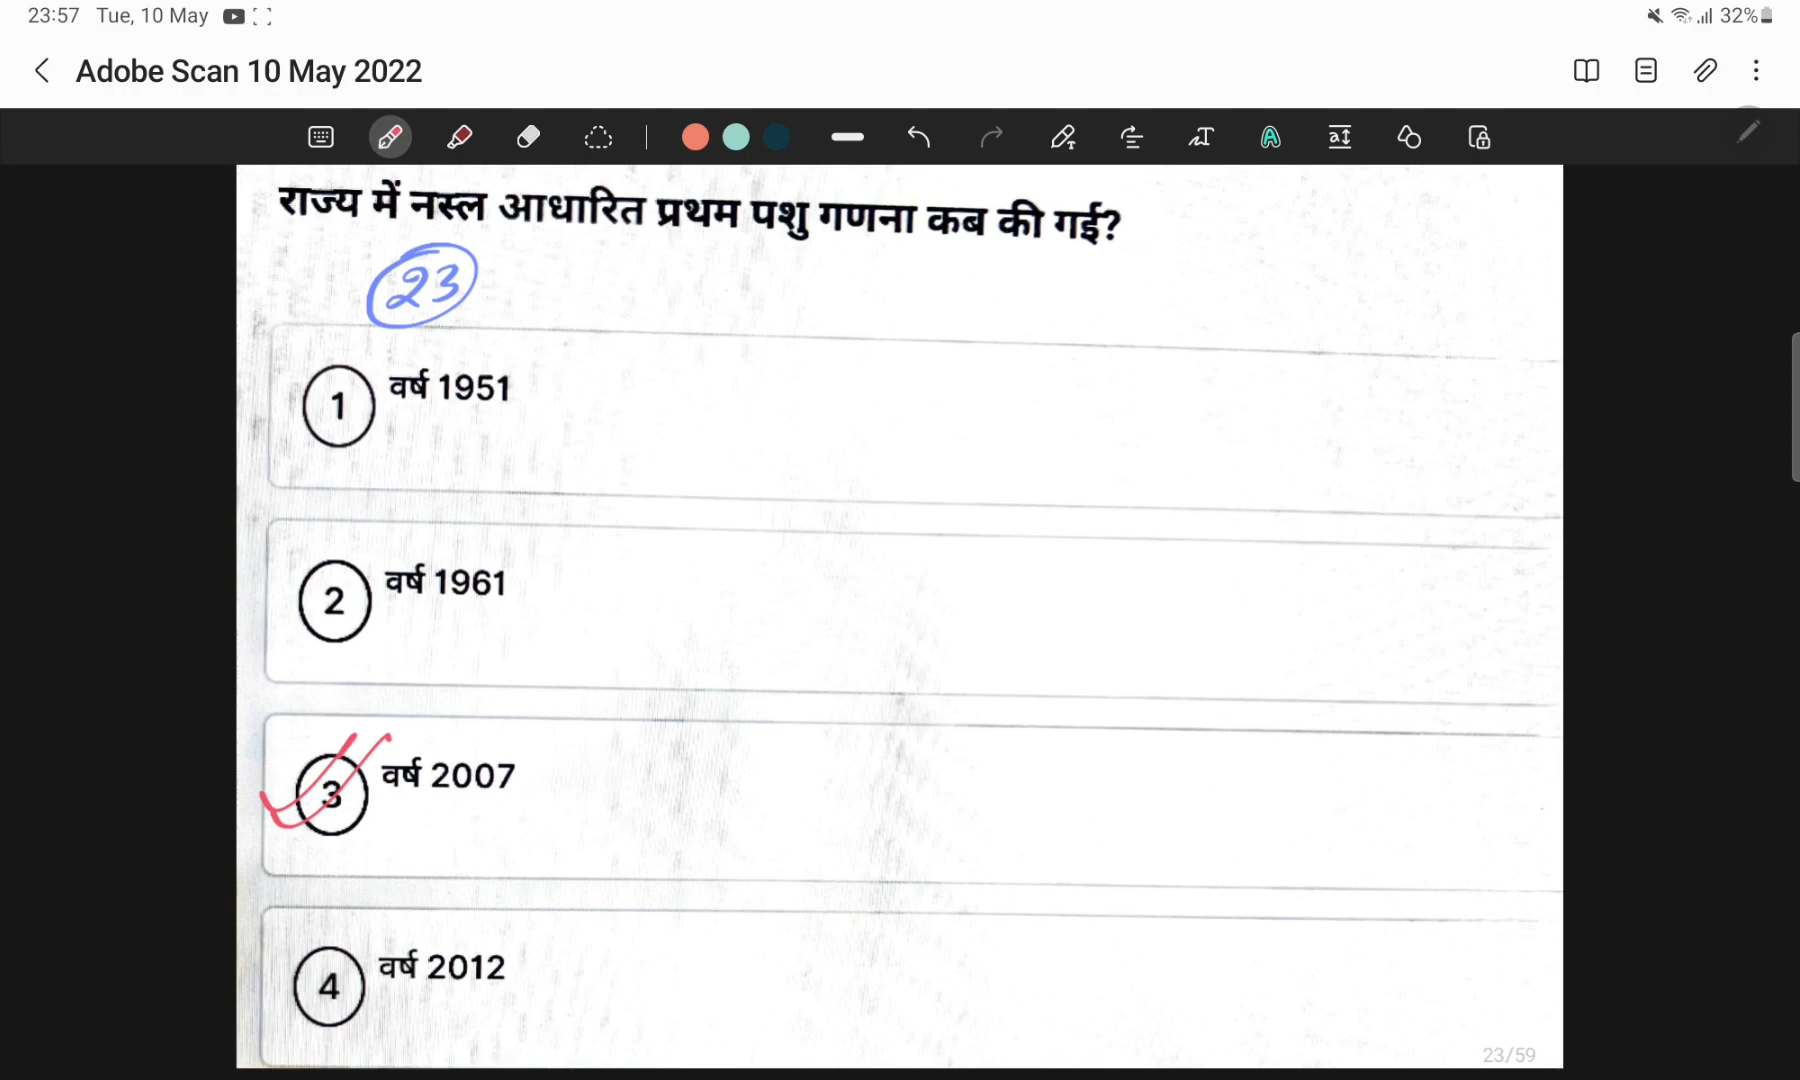 23:57 Tue, 10 May 32%
Adobe Scan 10 May 2022
राज्य में नस्ल आधारित प्रथम पशु गणना कब की गई?
23
1 वर्ष 1951
2 वर्ष 1961
3 वर्ष 2007
4 वर्ष 2012
23/59